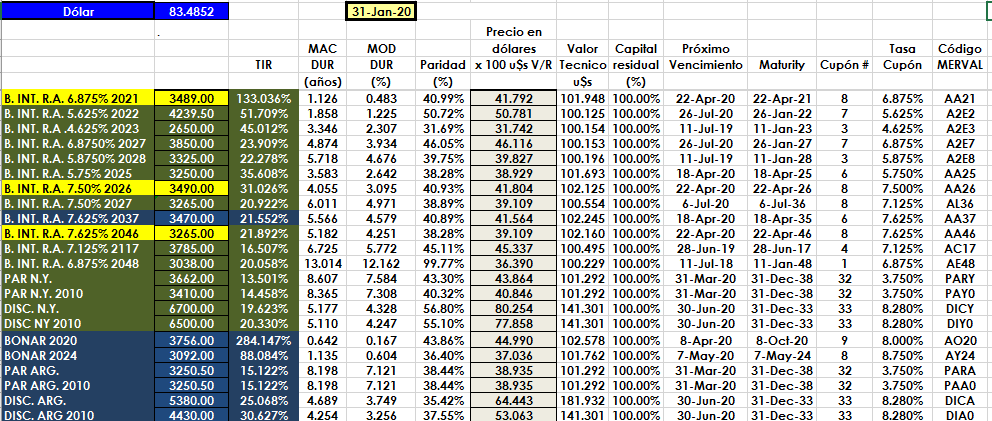 Dólar 83.4852 31-Jan-20
.
Precio en
MAC MOD dólares Valor Capital Próximo Tasa Código
TIR DUR DUR Paridad x 100 u$s V/R Tecnico residual Vencimiento Maturity Cupón # Cupón MERVAL
(años) (%) (%) u$s (%)
B. INT. R.A. 6.875% 2021 3489.00 133.036% 1.126 0.483 40.99% 41.792 101.948 100.00% 22-Apr-20 22-Apr-21 8 6.875% AA21
B. INT. R.A. 5.625% 2022 4239.50 51.709% 1.858 1.225 50.72% 50.781 100.125 100.00% 26-Jul-20 26-Jan-22 7 5.625% A2E2
B. INT. R.A .4.625% 2023 2650.00 45.012% 3.346 2.307 31.69% 31.742 100.154 100.00% 11-Jul-19 11-Jan-23 3 4.625% A2E3
B. INT. R.A. 6.8750% 2027 3850.00 23.909% 4.874 3.934 46.05% 46.116 100.153 100.00% 26-Jul-20 26-Jan-27 7 6.875% A2E7
B. INT. R.A. 5.8750% 2028 3325.00 22.278% 5.718 4.676 39.75% 39.827 100.196 100.00% 11-Jul-19 11-Jan-28 3 5.875% A2E8
B. INT. R.A. 5.75% 2025 3250.00 35.608% 3.583 2.642 38.28% 38.929 101.693 100.00% 18-Apr-20 18-Apr-25 6 5.750% AA25
B. INT. R.A. 7.50% 2026 3490.00 31.026% 4.055 3.095 40.93% 41.804 102.125 100.00% 22-Apr-20 22-Apr-26 8 7.500% AA26
B. INT. R.A. 7.50% 2027 3265.00 20.922% 6.011 4.971 38.89% 39.109 100.554 100.00% 6-Jul-20 6-Jul-36 8 7.125% AL36
B. INT. R.A. 7.625% 2037 3470.00 21.552% 5.566 4.579 40.89% 41.564 102.245 100.00% 18-Apr-20 18-Apr-35 6 7.625% AA37
B. INT. R.A. 7.625% 2046 3265.00 21.892% 5.182 4.251 38.28% 39.109 102.160 100.00% 22-Apr-20 22-Apr-46 8 7.625% AA46
B. INT. R.A. 7.125% 2117 3785.00 16.507% 6.725 5.772 45.11% 45.337 100.495 100.00% 28-Jun-19 28-Jun-17 4 7.125% AC17
B. INT. R.A. 6.875% 2048 3038.00 20.058% 13.014 12.162 99.77% 36.390 100.229 100.00% 11-Jul-18 11-Jan-48 1 6.875% AE48
PAR N.Y. 3662.00 13.501% 8.607 7.584 43.30% 43.864 101.292 100.00% 31-Mar-20 31-Dec-38 32 3.750% PARY
PAR N.Y. 2010 3410.00 14.458% 8.365 7.308 40.32% 40.846 101.292 100.00% 31-Mar-30 31-Dec-38 32 3.750% PAY0
DISC. N.Y. 6700.00 19.623% 5.177 4.328 56.80% 80.254 141.301 100.00% 30-Jun-20 31-Dec-33 33 8.280% DICY
DISC NY 2010 6500.00 20.330% 5.110 4.247 55.10% 77.858 141.301 100.00% 30-Jun-20 31-Dec-33 33 8.280% DIY0
BONAR 2020 3756.00 284.147% 0.642 0.167 43.86% 44.990 102.578 100.00% 8-Apr-20 8-Oct-20 9 8.000% AO20
BONAR 2024 3092.00 88.084% 1.135 0.604 36.40% 37.036 101.762 100.00% 7-May-20 7-May-24 8 8.750% AY24
PAR ARG. 3250.50 15.122% 8.198 7.121 38.44% 38.935 101.292 100.00% 31-Mar-20 31-Dec-38 32 3.750% PARA
PAR ARG. 2010 3250.50 15.122% 8.198 7.121 38.44% 38.935 101.292 100.00% 31-Mar-20 31-Dec-38 32 3.750% PAA0
DISC. ARG. 5380.00 25.068% 4.689 3.749 35.42% 64.443 181.932 100.00% 30-Jun-20 31-Dec-33 33 8.280% DICA
DISC. ARG 2010 4430.00 30.627% 4.254 3.256 37.55% 53.063 141.301 100.00% 30-Jun-20 31-Dec-33 33 8.280% DIA0